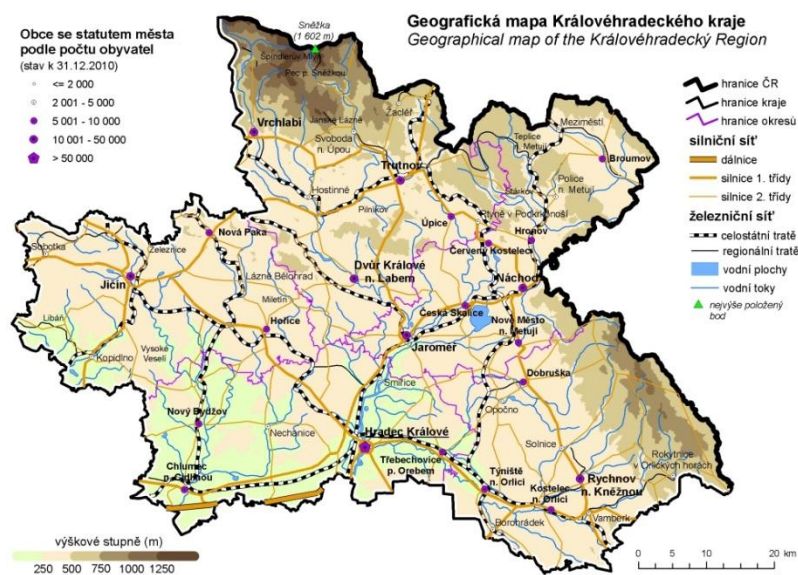 Geografická mapa Královéhradeckého kraje
Geographical map of the Královéhradecký Region
Obce se statutem města
podle počtu obyvatel
(stav k 31.12.2010)
<= 2 000
2 001 - 5 000
5 001 - 10 000
10 001 - 50 000
> 50 000
Sněžka
(1 602 m)
Špindlerův Mlýn
Pec p. Sněžkou
Janské Lázně
Žacléř
Vrchlabí
Svoboda
n. Úpou
Trutnov
Hostinné
Pilníkov
Teplice
n. Metují
Meziměstí
Broumov
Police
n. Metují
Stárkov
Rtyně v Podkrkonoší
Úpice
Hronov
Červený Kostelec
Náchod
Nová Paka
Sobotka
Železnice
Jičín
Lázně Bělohrad
Dvůr Králové
n. Labem
Miletín
Česká Skalice
Nové Město
n. Metují
Libáň
Hořice
Jaroměř
Vysoké
Veselí
Kopidlno
Smiřice
Dobruška
Opočno
Nový Bydžov
Nechanice
Hradec Králové
Solnice
Rokytnice
v Orlických horách
Třebechovice
p. Orebem
Chlumec
p. Cidlinou
Týniště
n. Orlicí
Rychnov
n. Kněžnou
Kostelec
n. Orlicí
Vamberk
Borohrádek
hranice ČR
hranice kraje
hranice okresů
silniční síť
dálnice
silnice 1. třídy
silnice 2. třídy
železniční síť
celostátní tratě
regionální tratě
vodní plochy
vodní toky
nejvýše položený
bod
výškové stupně (m)
250 500 750 1000 1250
0 10 20 km